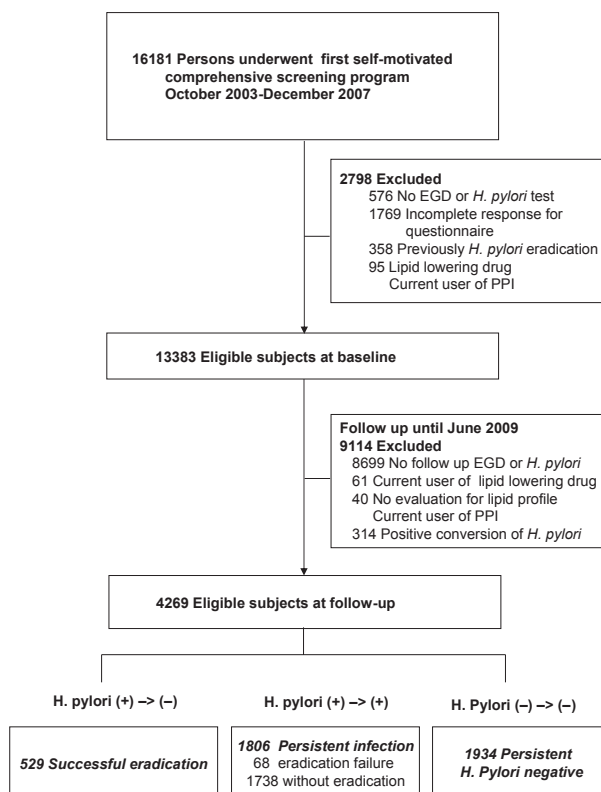 16181 Persons underwent first self-motivated
comprehensive screening program
October 2003-December 2007
2798 Excluded
576 No EGD or H. pylori test
1769 Incomplete response for
questionnaire
358 Previously H. pylori eradication
95 Lipid lowering drug
Current user of PPI
13383 Eligible subjects at baseline
Follow up until June 2009
9114 Excluded
8699 No follow up EGD or H. pylori
61 Current user of lipid lowering drug
40 No evaluation for lipid profile
Current user of PPI
314 Positive conversion of H. pylori
4269 Eligible subjects at follow-up
H. pylori (+) –> (–)
H. pylori (+) –> (+)
H. Pylori (–) –> (–)
529 Successful eradication
1806 Persistent infection
68 eradication failure
1738 without eradication
1934 Persistent
H. Pylori negative